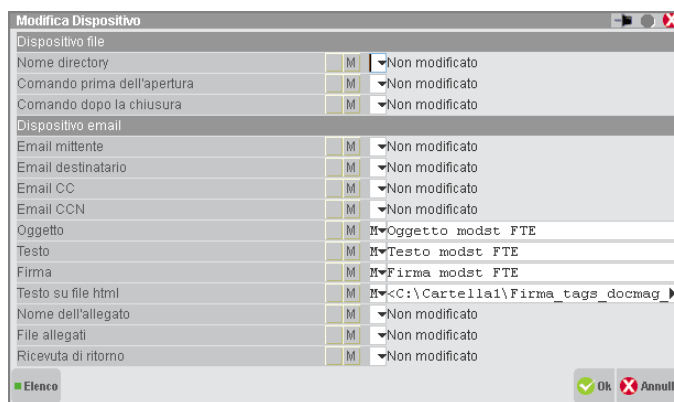 Modifica Dispositivo
Dispositivo file
Nome directory M Non modificato
Comando prima dell'apertura M Non modificato
Comando dopo la chiusura M Non modificato
Dispositivo email
Email mittente M Non modificato
Email destinatario M Non modificato
Email CC M Non modificato
Email CCN M Non modificato
Oggetto M M Oggetto modst FTE
Testo M M Testo modst FTE
Firma M M Firma modst FTE
Testo su file html M M <C:\Cartella1\Firma_tags_docmag_
Nome dell'allegato M Non modificato
File allegati M Non modificato
Ricevuta di ritorno M Non modificato
Elenco Ok Annull